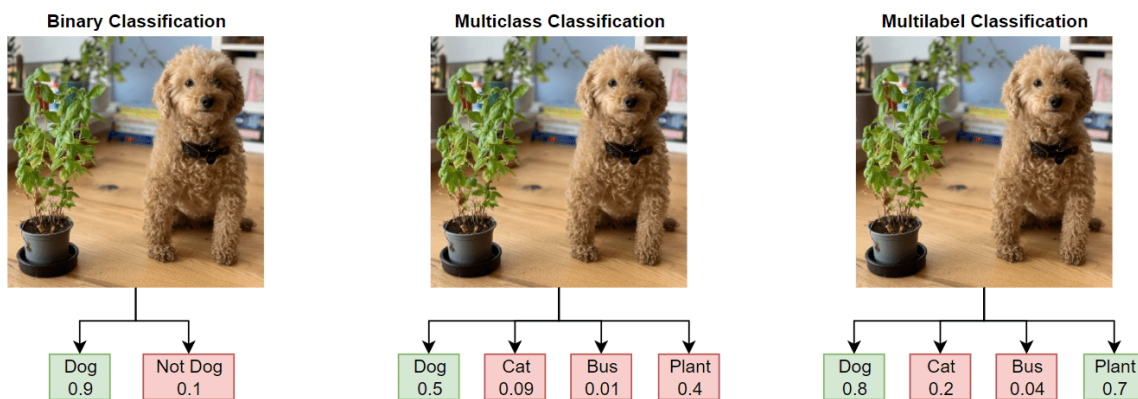 Binary Classification
Multiclass Classification
Multilabel Classification
Dog
0.9
Not Dog
0.1
Dog
0.5
Cat
0.09
Bus
0.01
Plant
0.4
Dog
0.8
Cat
0.2
Bus
0.04
Plant
0.7